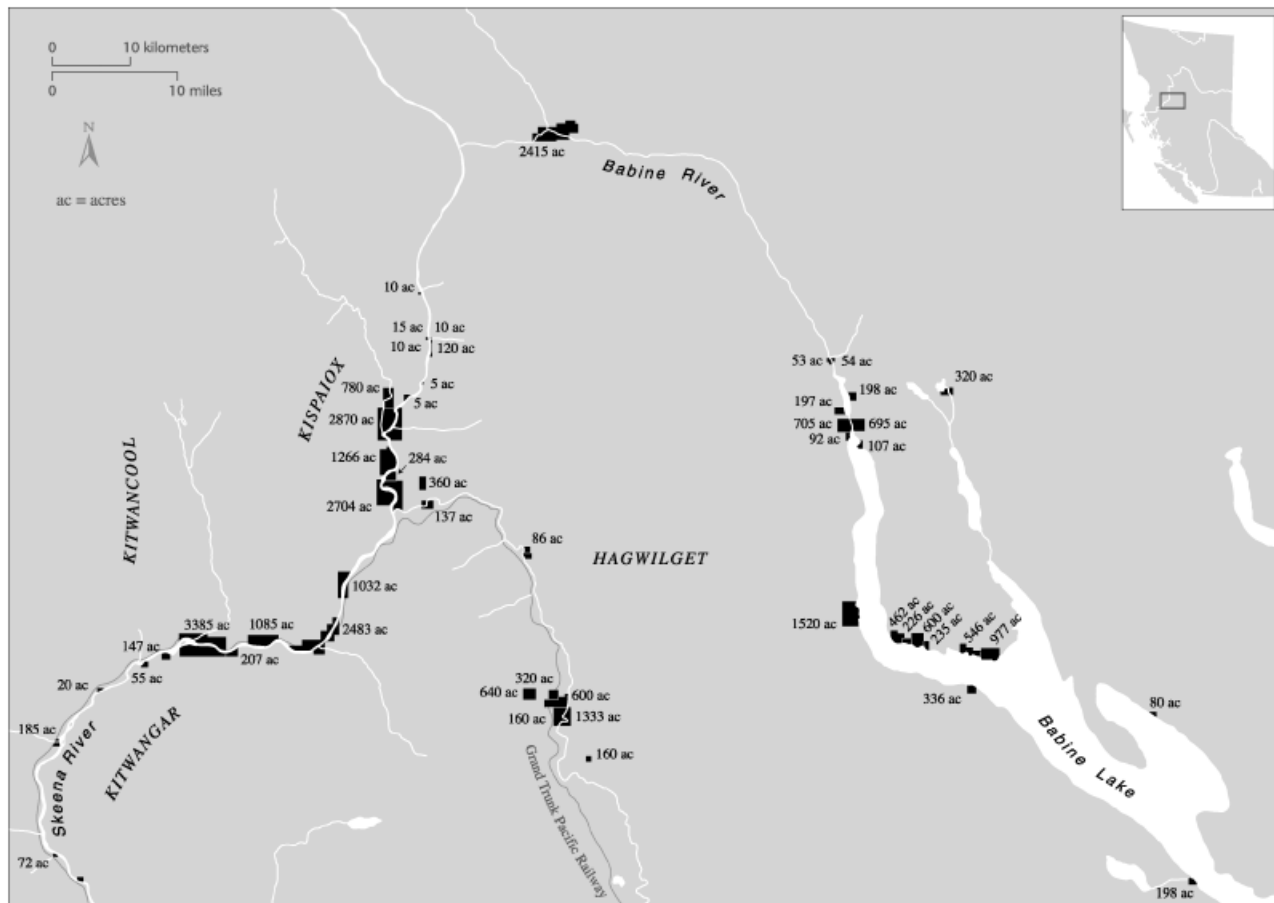 0 10 kilometers
0 10 miles
N
ac = acres
2415 ac
Babine River
10 ac
15 ac 10 ac
10 ac 120 ac
5 ac
780 ac
5 ac
2870 ac
KISPAIOX
1266 ac
284 ac
360 ac
2704 ac
137 ac
KITWANCOOL
86 ac
HAGWILGET
1032 ac
3385 ac
1085 ac
2483 ac
147 ac
207 ac
55 ac
20 ac
185 ac
Skeena River
KITWANGAR
72 ac
320 ac
640 ac
600 ac
160 ac
1333 ac
160 ac
Grand Trunk Pacific Railway
53 ac 54 ac
320 ac
198 ac
197 ac
705 ac 695 ac
92 ac
107 ac
1520 ac
462 ac
226 ac
600 ac
235 ac
546 ac
977 ac
336 ac
80 ac
Babine Lake
198 ac